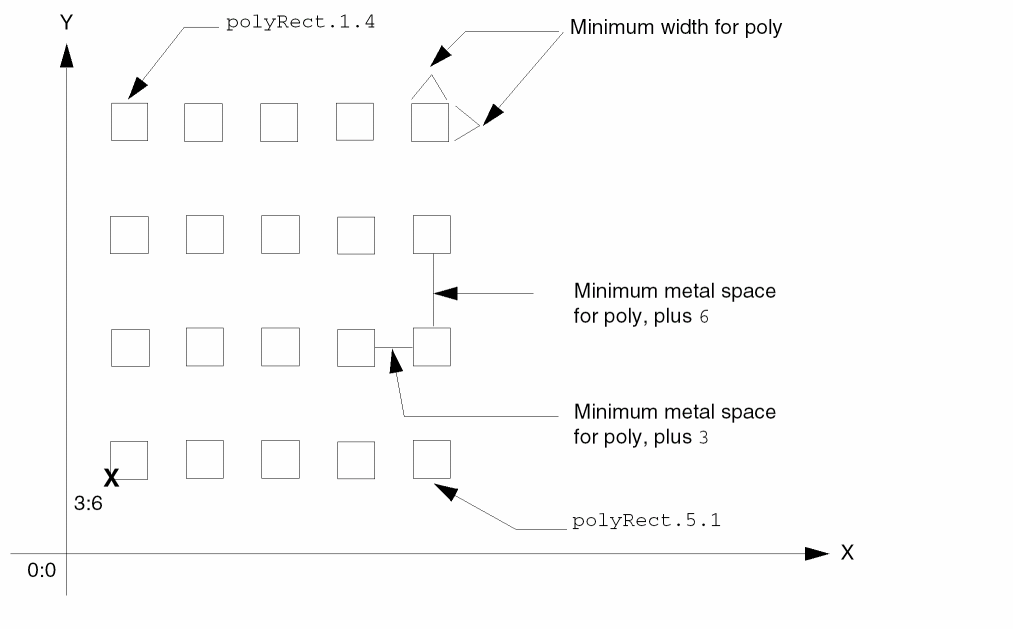 Y
polyRect.1.4
Minimum width for poly
Minimum metal space
for poly, plus 6
Minimum metal space
for poly, plus 3
X
3:6
polyRect.5.1
X
0:0